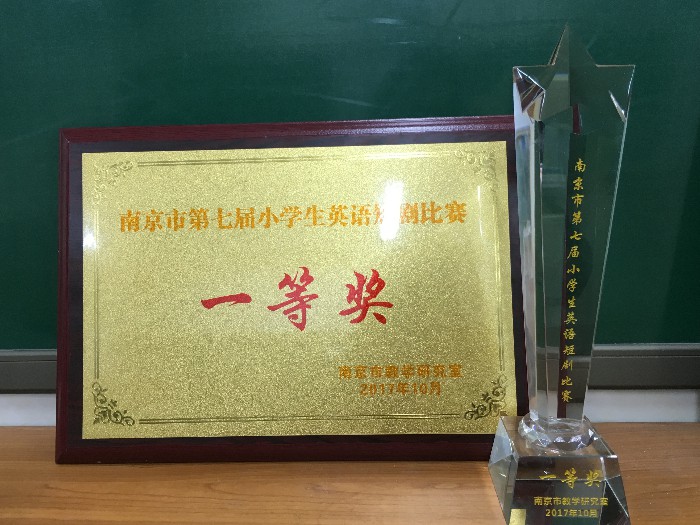 南京市第七届小学生英语短剧比赛
一等奖
南京市教学研究室
2017年10月
南京市第七届小学生英语短剧比赛
一等奖
南京市教学研究室
2017年10月